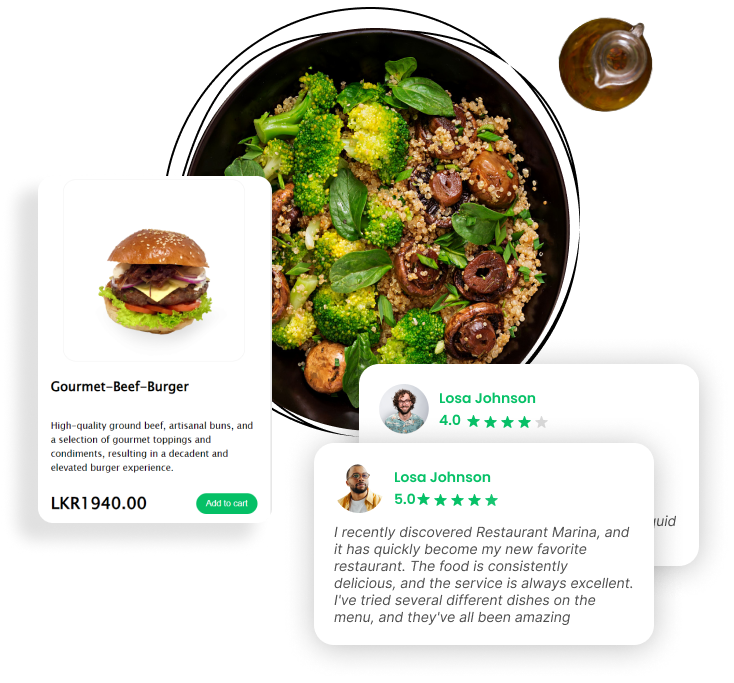 Gourmet-Beef-Burger
High-quality ground beef, artisanal buns, and
a selection of gourmet toppings and
condiments, resulting in a decadent and
elevated burger experience.
LKR1940.00
Add to cart
Losa Johnson
4.0
Losa Johnson
5.0
I recently discovered Restaurant Marina, and
it has quickly become my new favorite
restaurant. The food is consistently
delicious, and the service is always excellent.
I've tried several different dishes on the
menu, and they've all been amazing